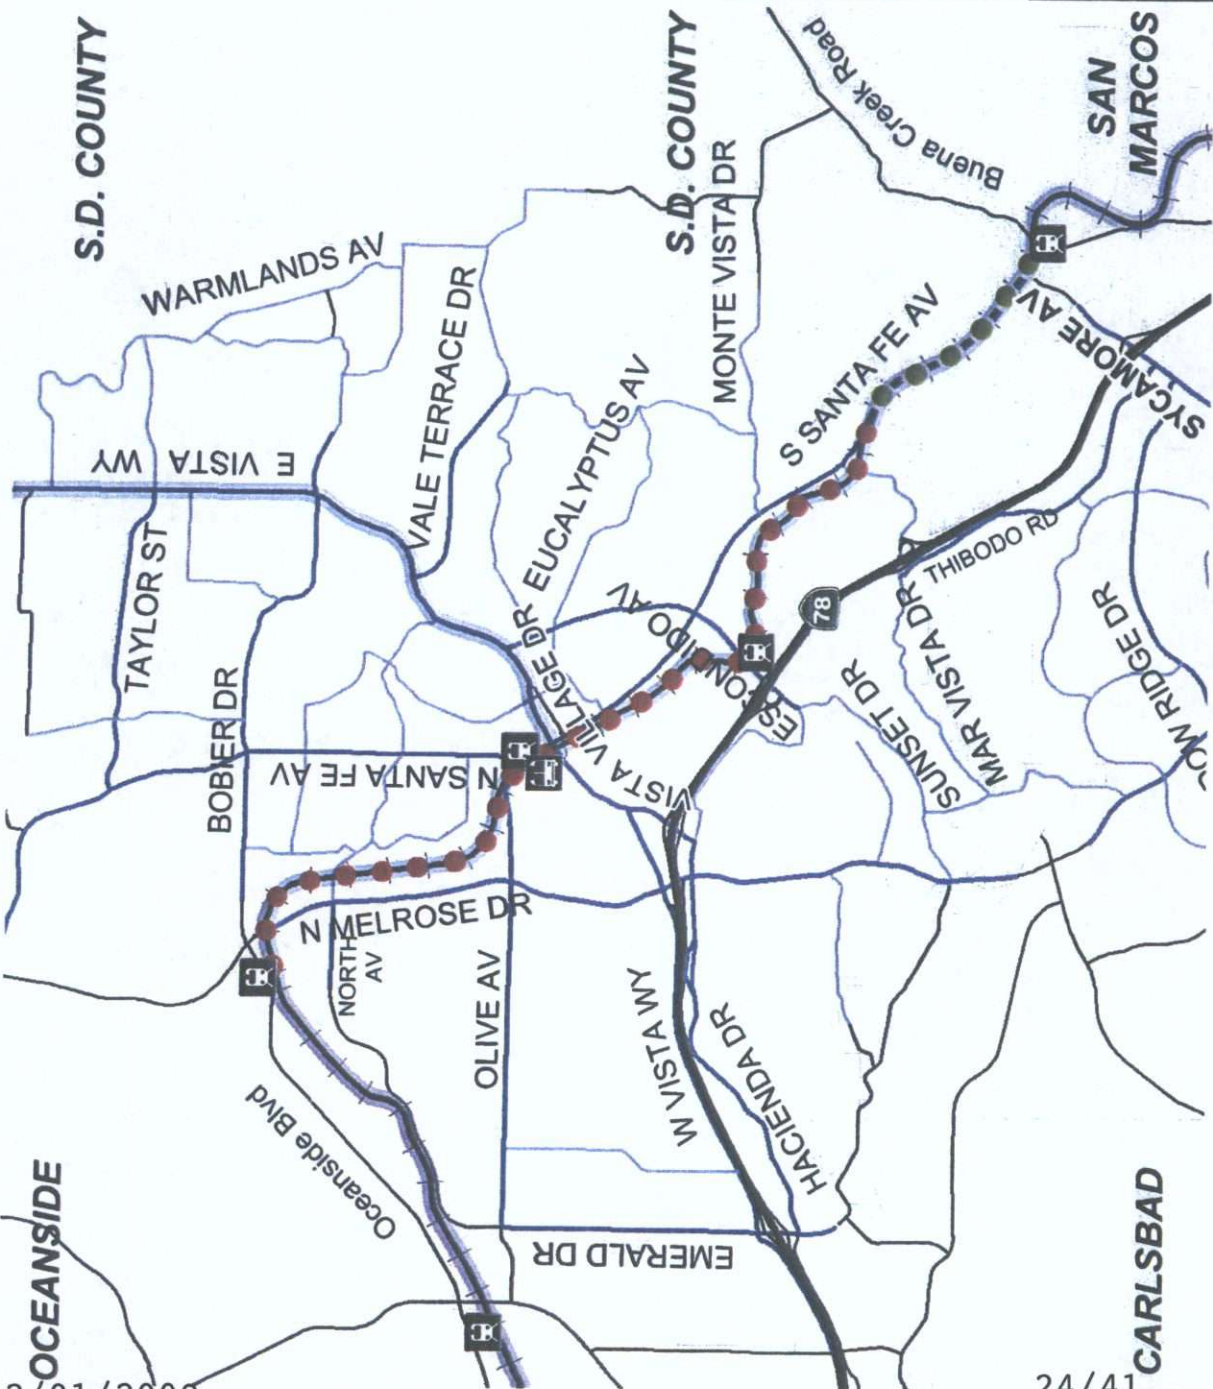 S.D. COUNTY
S.D. COUNTY
Buena Creek Road
SAN
MARCOS
WARMLANDS AV
MONTE VISTA DR
VALE TERRACE DR
S SANTA FE AV
SYCAMORE AV
EUCALYPTUS AV
E VISTA WY
TAYLOR ST
THIBODO RD
78
ESCONDIDO AV
VISTA VILLAGE DR
BOBIER DR
N SANTA FE AV
SUNSET DR
MAR VISTA DR
OW RIDGE DR
N MELROSE DR
NORTH
AV
OLIVE AV
W VISTA WY
HACIENDA DR
Oceanside Blvd
EMERALD DR
OCEANSIDE
CARLSBAD
24/41